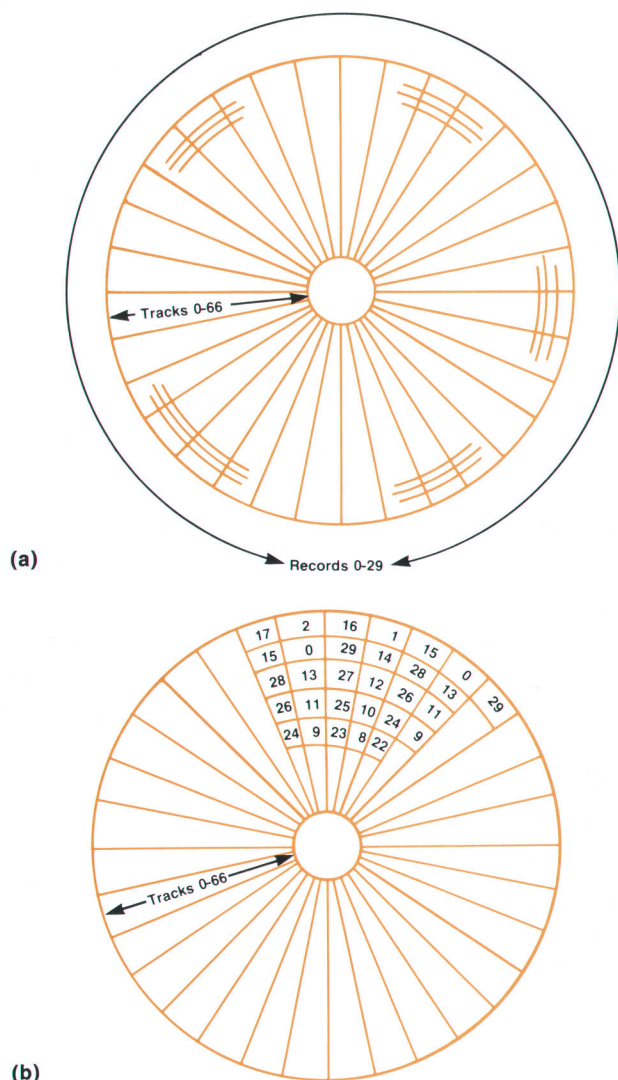 Tracks 0-66
(a)
Records 0-29
17 2 16 1 15 0 29
15 0 29 14 28 13
28 13 27 12 26 11
26 11 25 10 24 9
24 9 23 8 22
Tracks 0-66
(b)